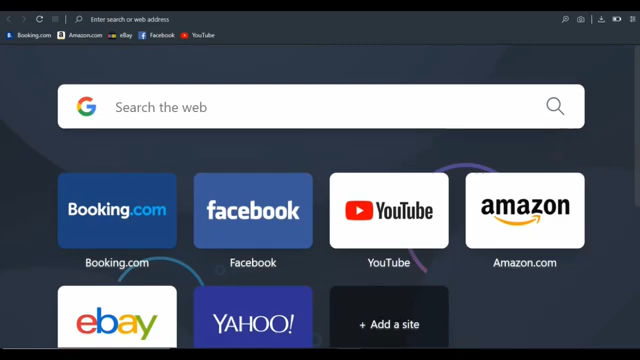 Enter search or web address
Booking.com Amazon.com eBay Facebook YouTube
Search the web
Booking.com facebook YouTube amazon
Booking.com Facebook YouTube Amazon.com
ebay YAHOO! + Add a site